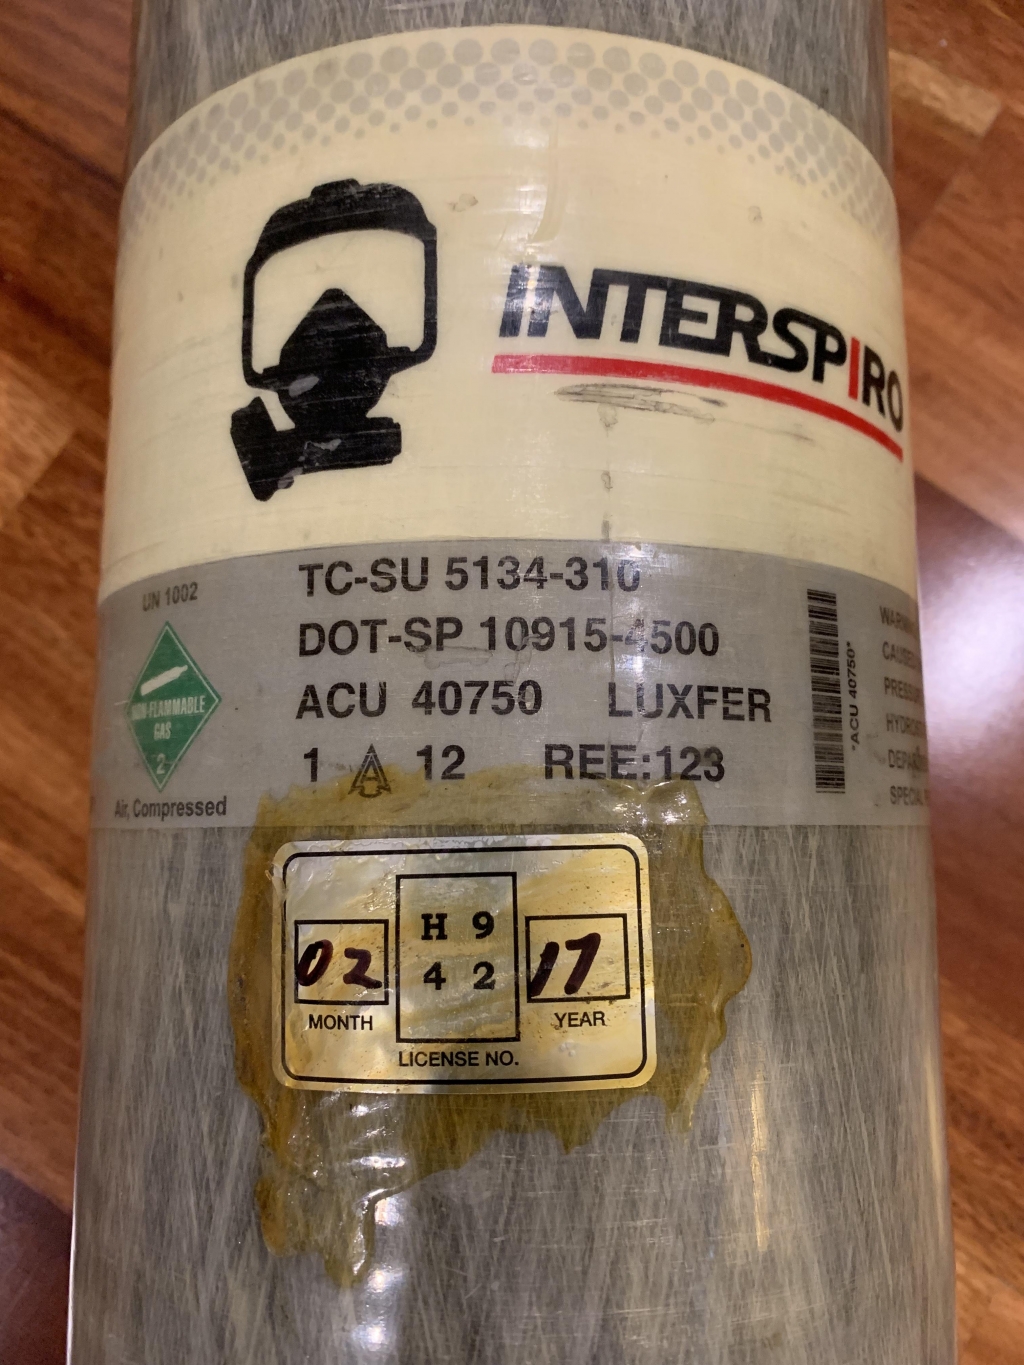 INTERSPIRO
UN 1002
NON-FLAMMABLE
GAS
2
Air, Compressed
TC-SU 5134-310
DOT-SP 10915-4500
ACU 40750 LUXFER
1 A 12 REE:123
*ACU 40750*
H 9
4 2
02
17
MONTH
YEAR
LICENSE NO.